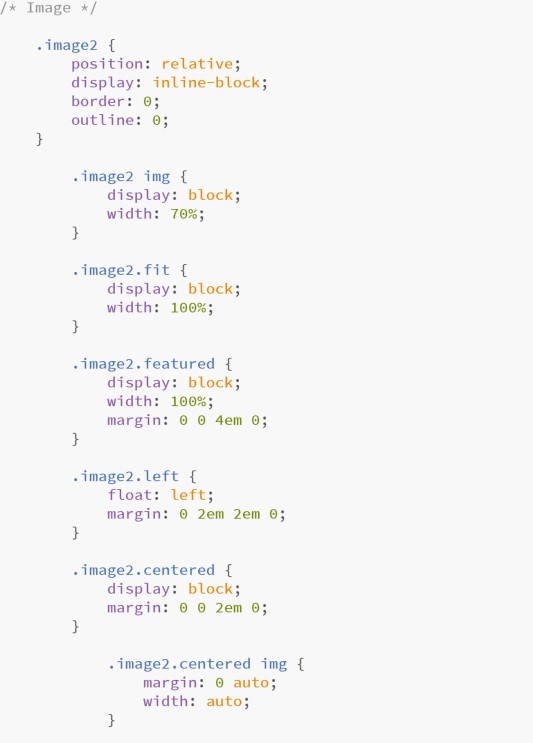 /* Image */
.image2 {
position: relative;
display: inline-block;
border: 0;
outline: 0;
}
.image2 img {
display: block;
width: 70%;
}
.image2.fit {
display: block;
width: 100%;
}
.image2.featured {
display: block;
width: 100%;
margin: 0 0 4em 0;
}
.image2.left {
float: left;
margin: 0 2em 2em 0;
}
.image2.centered {
display: block;
margin: 0 0 2em 0;
}
.image2.centered img {
margin: 0 auto;
width: auto;
}